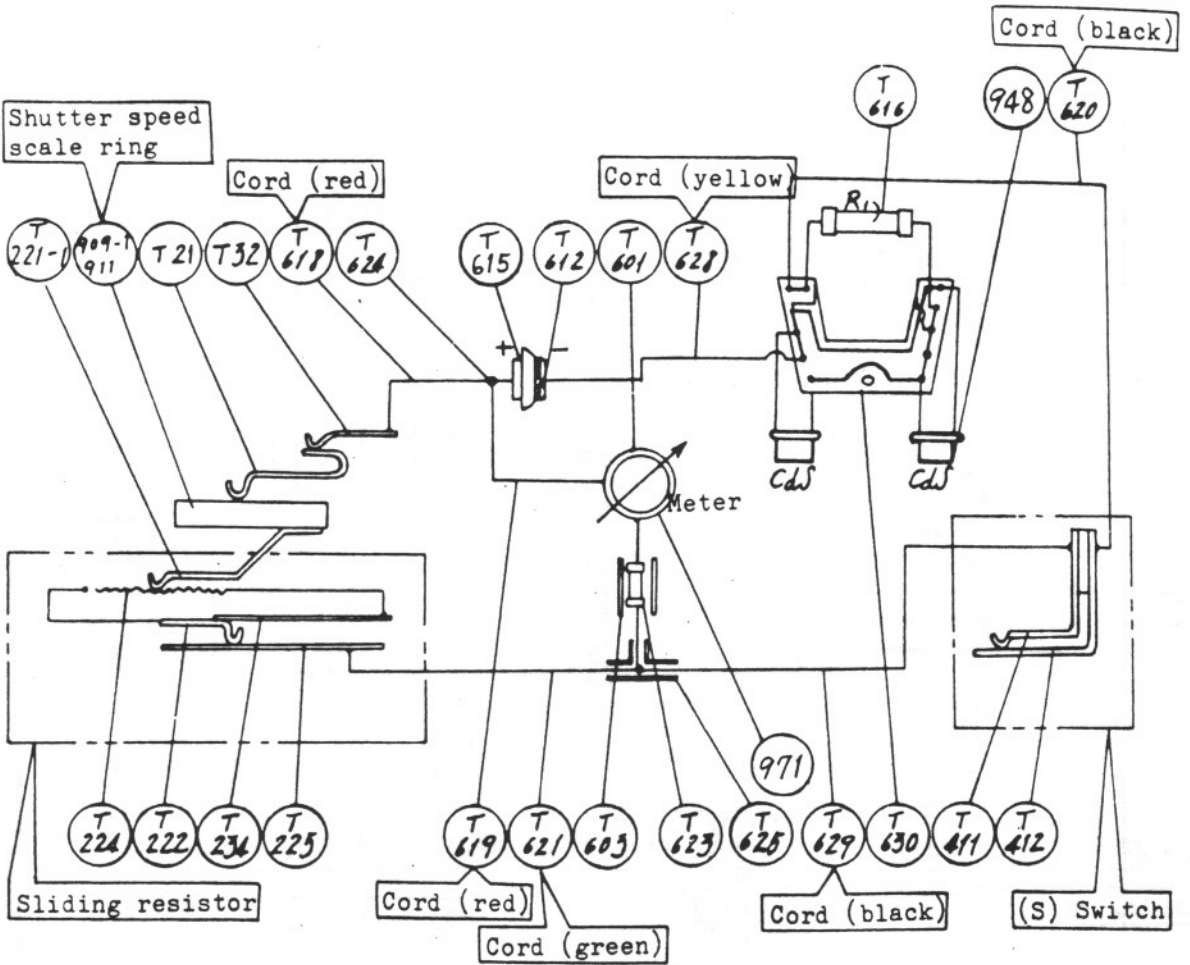 Cord (black)
T
616
948
T
620
Shutter speed
scale ring
Cord (red)
Cord (yellow)
T
221-1
909-1
911
T21
T32
T
618
T
624
T
615
T
612
T
601
T
628
R1
+
-
CdS
CdS
Meter
971
T
224
T
222
T
234
T
225
T
619
T
621
T
603
T
623
T
625
T
629
T
630
T
411
T
412
Sliding resistor
Cord (red)
Cord (green)
Cord (black)
(S) Switch